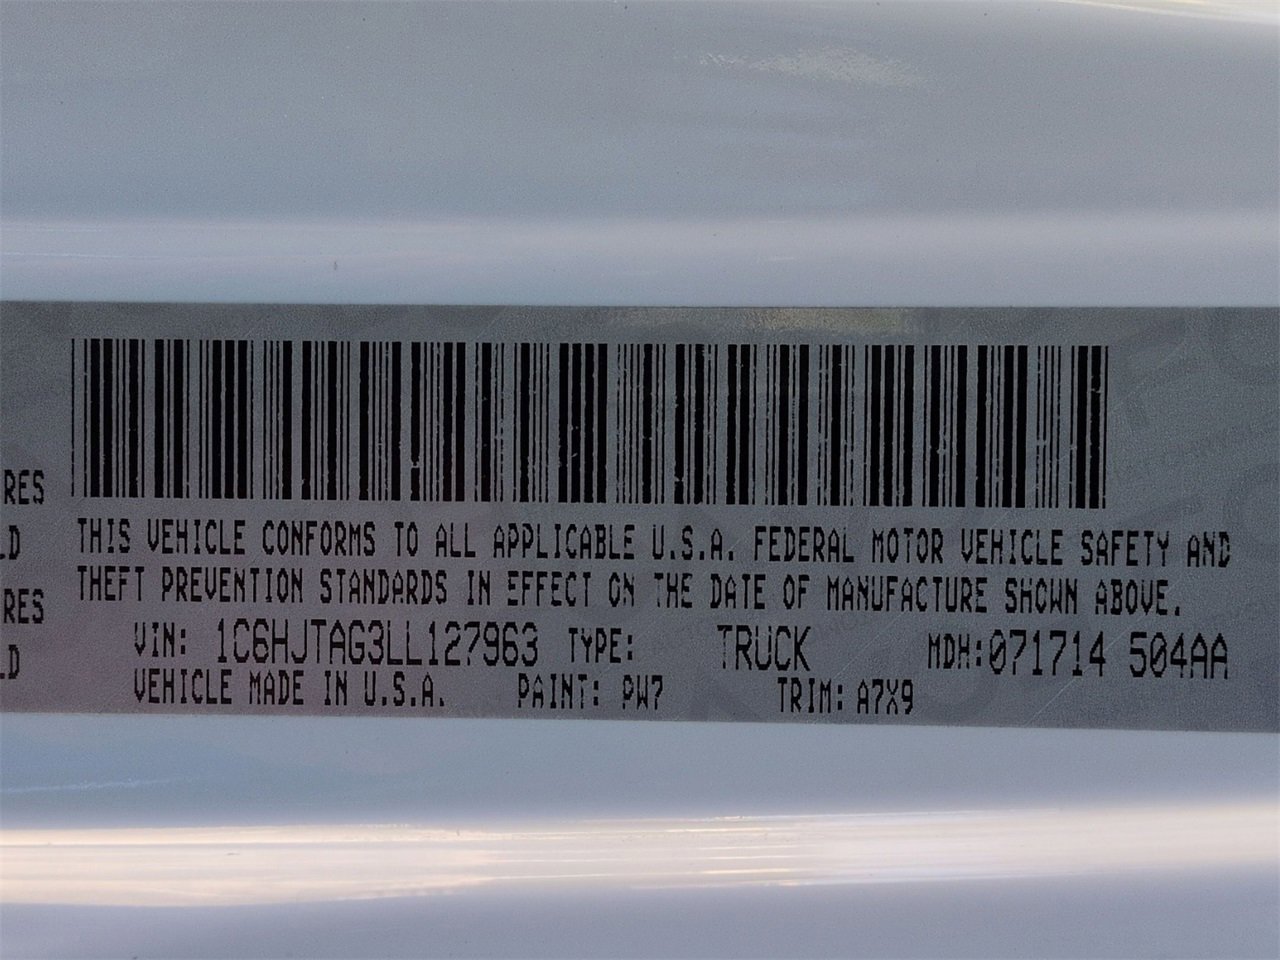 RES
LD
RES
LD
THIS VEHICLE CONFORMS TO ALL APPLICABLE U.S.A. FEDERAL MOTOR VEHICLE SAFETY AND
THEFT PREVENTION STANDARDS IN EFFECT ON THE DATE OF MANUFACTURE SHOWN ABOVE.
VIN: 1C6HJTAG3LL127963 TYPE: TRUCK MDH:071714 504AA
VEHICLE MADE IN U.S.A. PAINT: PW7 TRIM: A7X9